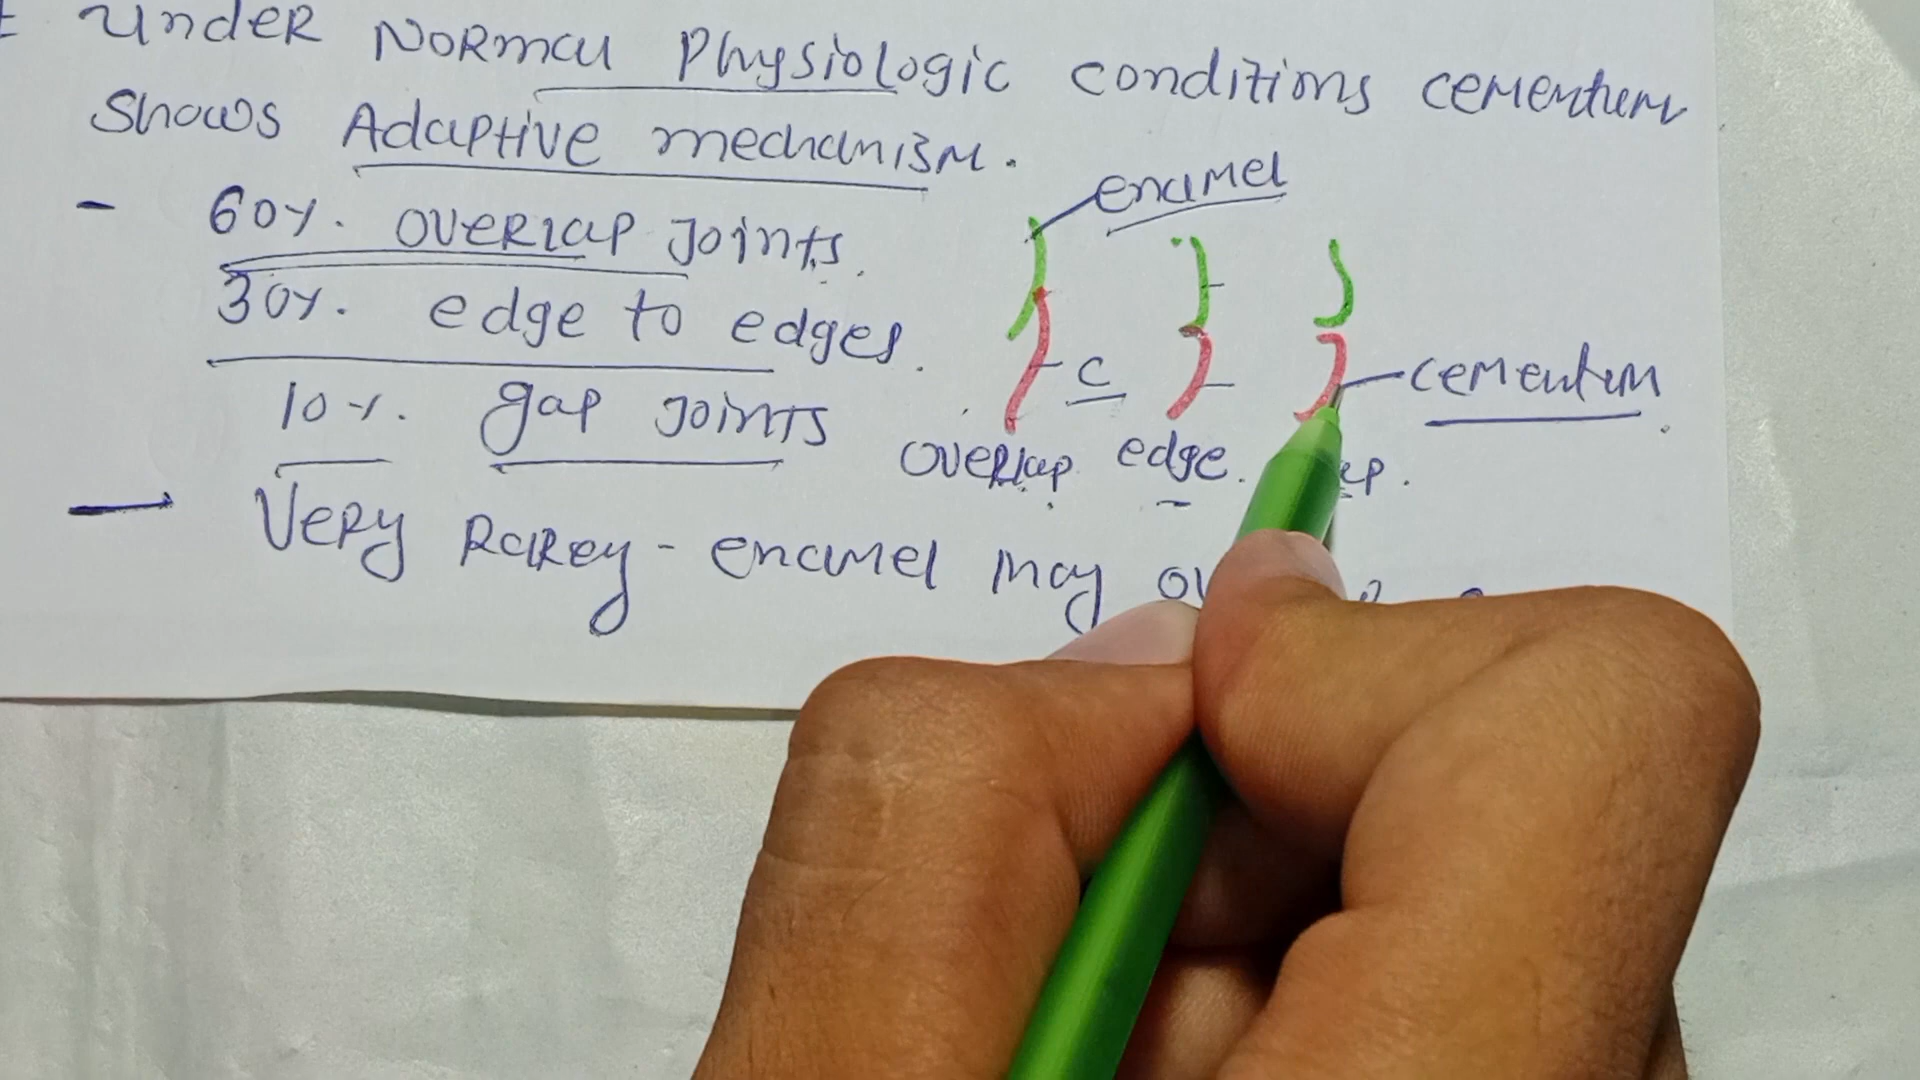 Under Normal Physiologic conditions cementum
Shows Adaptive mechanism.
enamel
- 60%. overlap Joints.
30%. edge to edges.
c
cementum
10%. gap Joints
overlap edge.
- Very Rarey - enamel may